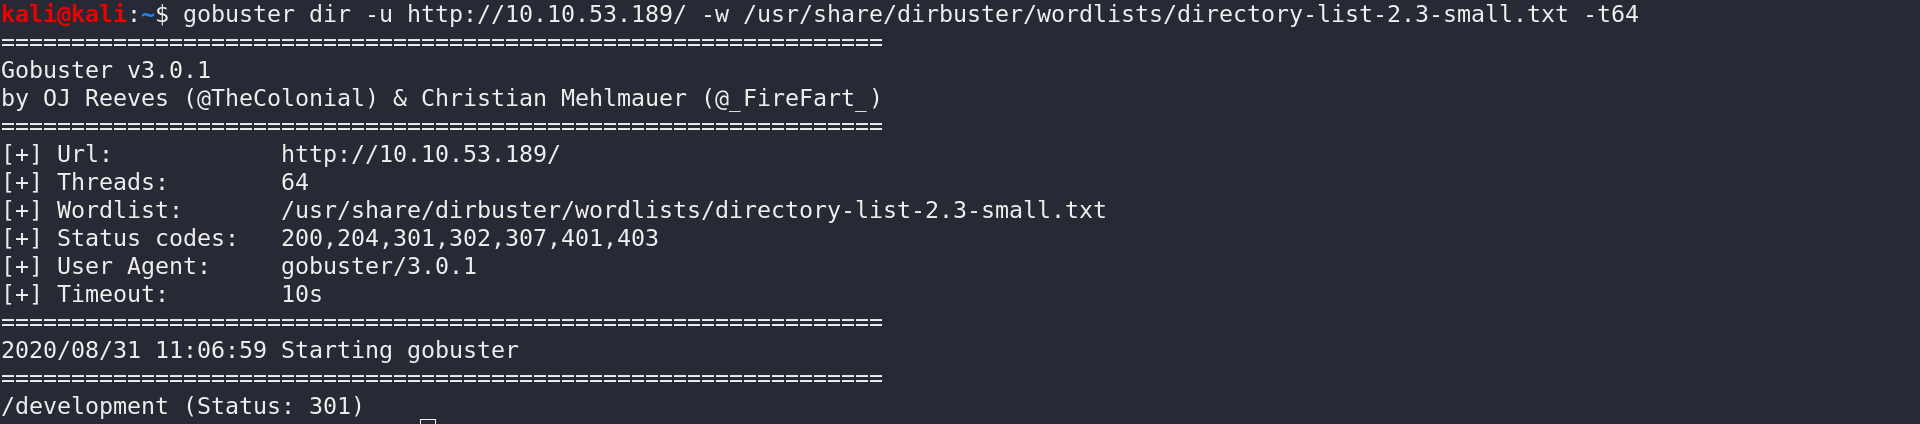 kali@kali:~$ gobuster dir -u http://10.10.53.189/ -w /usr/share/dirbuster/wordlists/directory-list-2.3-small.txt -t64
===============================================================
Gobuster v3.0.1
by OJ Reeves (@TheColonial) & Christian Mehlmauer (@_FireFart_)
===============================================================
[+] Url:            http://10.10.53.189/
[+] Threads:        64
[+] Wordlist:       /usr/share/dirbuster/wordlists/directory-list-2.3-small.txt
[+] Status codes:   200,204,301,302,307,401,403
[+] User Agent:     gobuster/3.0.1
[+] Timeout:        10s
===============================================================
2020/08/31 11:06:59 Starting gobuster
===============================================================
/development (Status: 301)